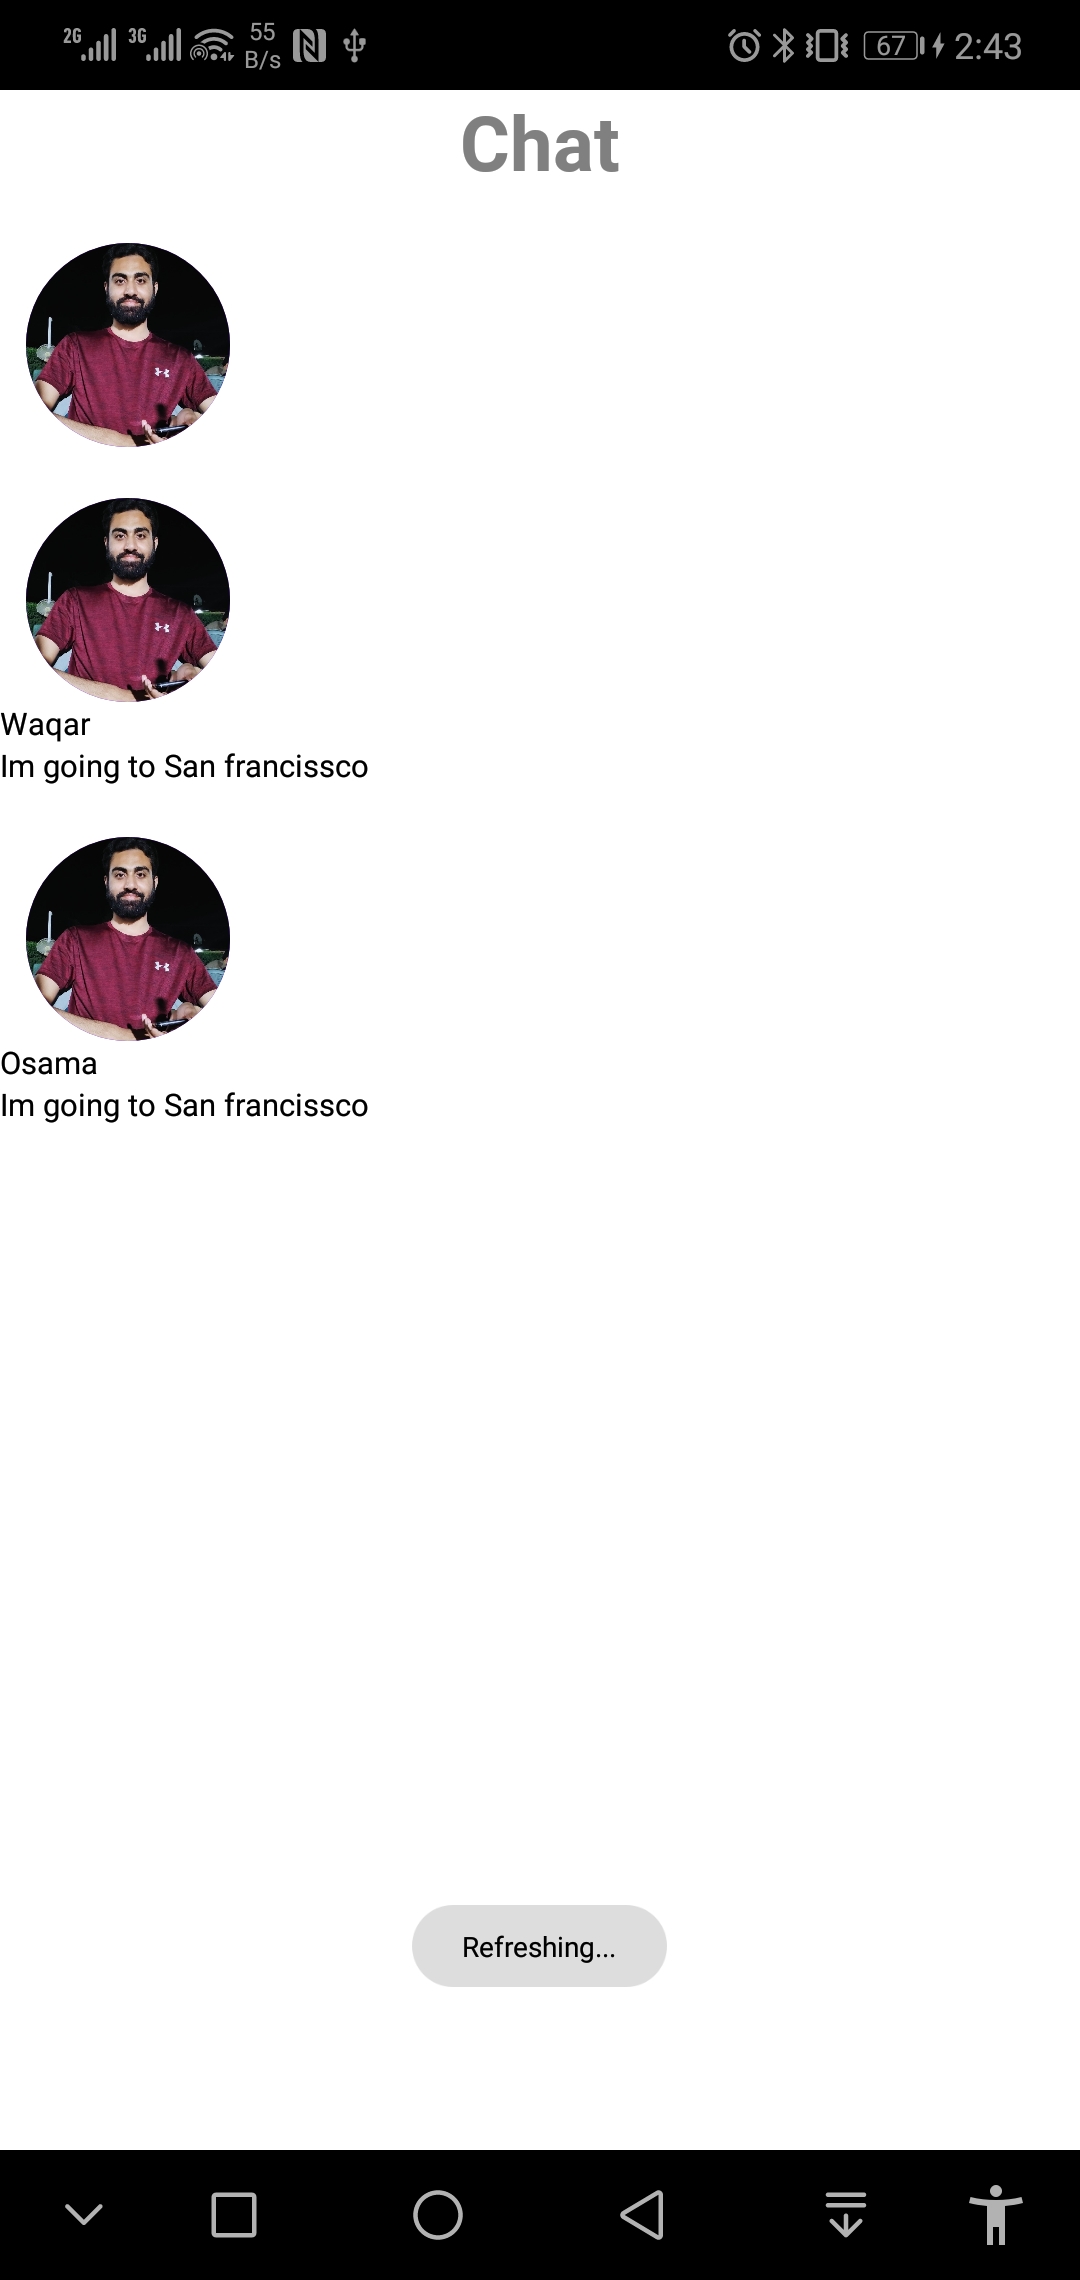 2G 3G 55 B/s 67 2:43
Chat
Waqar
Im going to San francissco
Osama
Im going to San francissco
Refreshing...